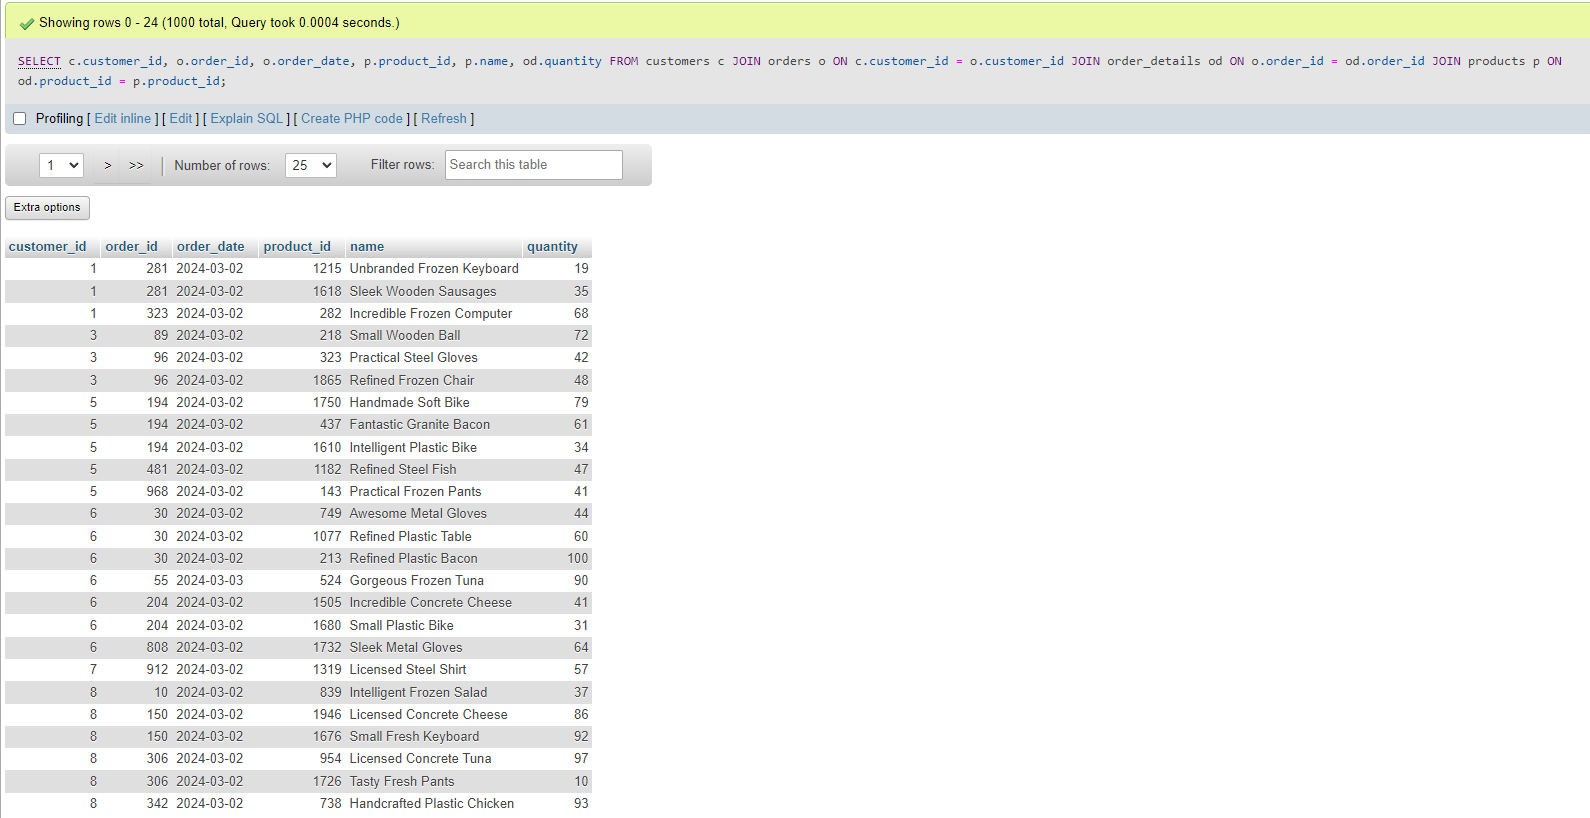 Showing rows 0 - 24 (1000 total, Query took 0.0004 seconds.)
SELECT c.customer_id, o.order_id, o.order_date, p.product_id, p.name, od.quantity FROM customers c JOIN orders o ON c.customer_id = o.customer_id JOIN order_details od ON o.order_id = od.order_id JOIN products p ON
od.product_id = p.product_id;
Profiling [ Edit inline ] [ Edit ] [ Explain SQL ] [ Create PHP code ] [ Refresh ]
1 > >> | Number of rows: 25 Filter rows: Search this table
Extra options
customer_id order_id order_date product_id name quantity
1 281 2024-03-02 1215 Unbranded Frozen Keyboard 19
1 281 2024-03-02 1618 Sleek Wooden Sausages 35
1 323 2024-03-02 282 Incredible Frozen Computer 68
3 89 2024-03-02 218 Small Wooden Ball 72
3 96 2024-03-02 323 Practical Steel Gloves 42
3 96 2024-03-02 1865 Refined Frozen Chair 48
5 194 2024-03-02 1750 Handmade Soft Bike 79
5 194 2024-03-02 437 Fantastic Granite Bacon 61
5 194 2024-03-02 1610 Intelligent Plastic Bike 34
5 481 2024-03-02 1182 Refined Steel Fish 47
5 968 2024-03-02 143 Practical Frozen Pants 41
6 30 2024-03-02 749 Awesome Metal Gloves 44
6 30 2024-03-02 1077 Refined Plastic Table 60
6 30 2024-03-02 213 Refined Plastic Bacon 100
6 55 2024-03-03 524 Gorgeous Frozen Tuna 90
6 204 2024-03-02 1505 Incredible Concrete Cheese 41
6 204 2024-03-02 1680 Small Plastic Bike 31
6 808 2024-03-02 1732 Sleek Metal Gloves 64
7 912 2024-03-02 1319 Licensed Steel Shirt 57
8 10 2024-03-02 839 Intelligent Frozen Salad 37
8 150 2024-03-02 1946 Licensed Concrete Cheese 86
8 150 2024-03-02 1676 Small Fresh Keyboard 92
8 306 2024-03-02 954 Licensed Concrete Tuna 97
8 306 2024-03-02 1726 Tasty Fresh Pants 10
8 342 2024-03-02 738 Handcrafted Plastic Chicken 93